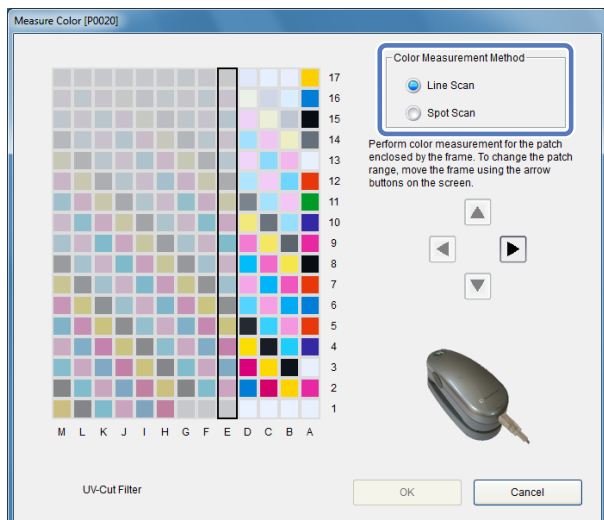 Measure Color [P0020]
Color Measurement Method
Line Scan
Spot Scan
Perform color measurement for the patch
enclosed by the frame. To change the patch
range, move the frame using the arrow
buttons on the screen.
17
16
15
14
13
12
11
10
9
8
7
6
5
4
3
2
1
M L K J I H G F E D C B A
UV-Cut Filter
OK
Cancel